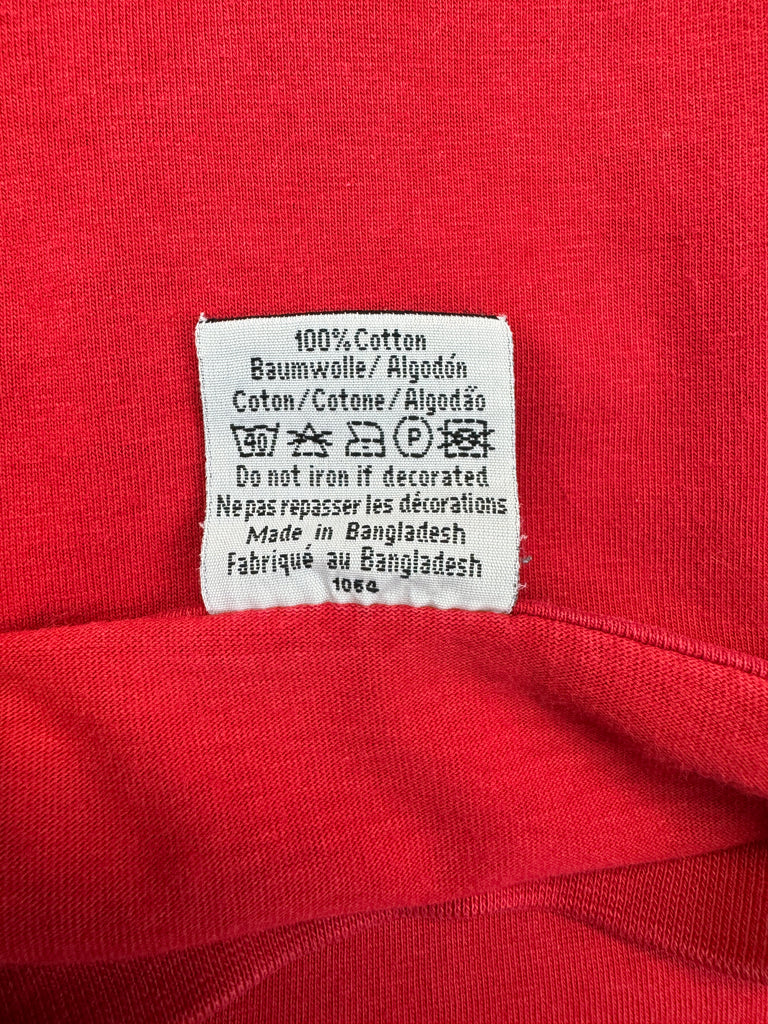 100% Cotton
Baumwolle/Algodón
Coton/Cotone/Algodão
40 P
Do not iron if decorated
Ne pas repasser les décorations
Made in Bangladesh
Fabriqué au Bangladesh
1064